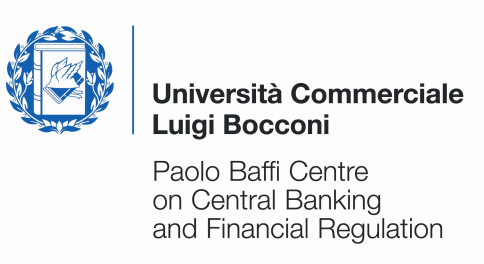 Università Commerciale
Luigi Bocconi
Paolo Baffi Centre
on Central Banking
and Financial Regulation